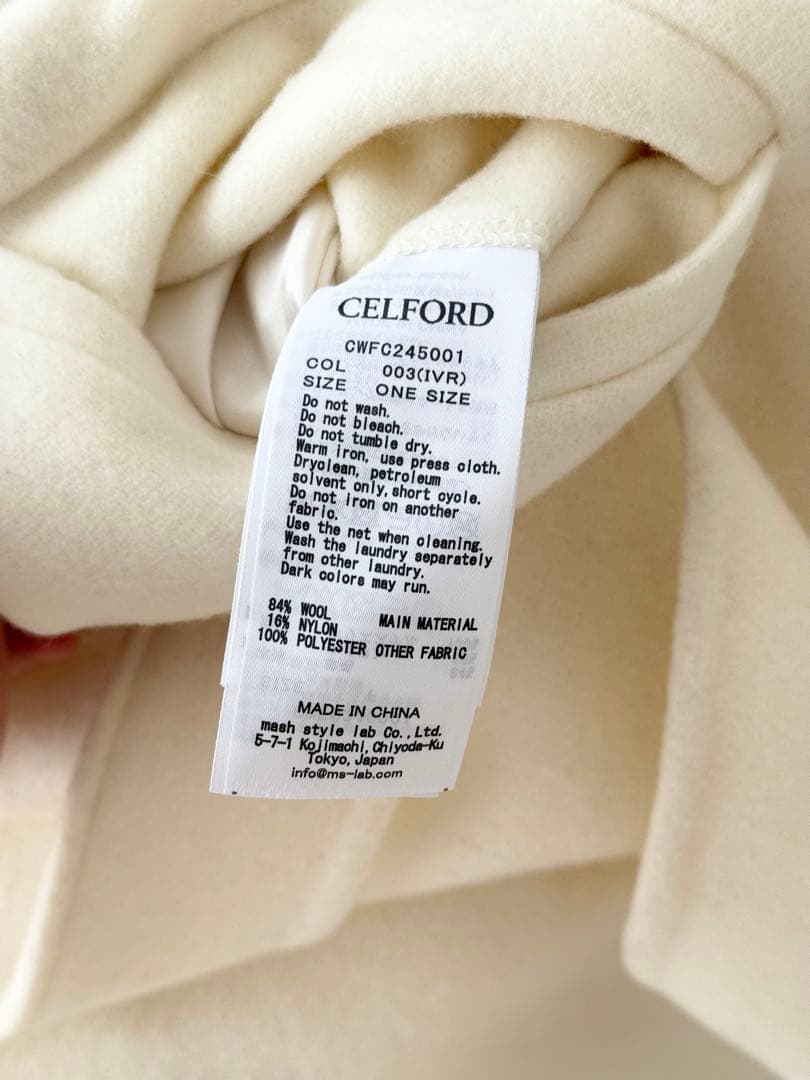 CELFORD
CWFC245001
COL 003(IVR)
SIZE ONE SIZE
Do not wash.
Do not bleach.
Do not tumble dry.
Warm iron, use press cloth.
Dryclean, petroleum
solvent only, short cycle.
Do not iron on another
fabric.
Use the net when cleaning.
Wash the laundry separately
from other laundry.
Dark colors may run.
84% WOOL MAIN MATERIAL
16% NYLON
100% POLYESTER OTHER FABRIC
MADE IN CHINA
mash style lab Co., Ltd.
5-7-1 Kojimachi, Chiyoda-Ku
Tokyo, Japan
info@ms-lab.com